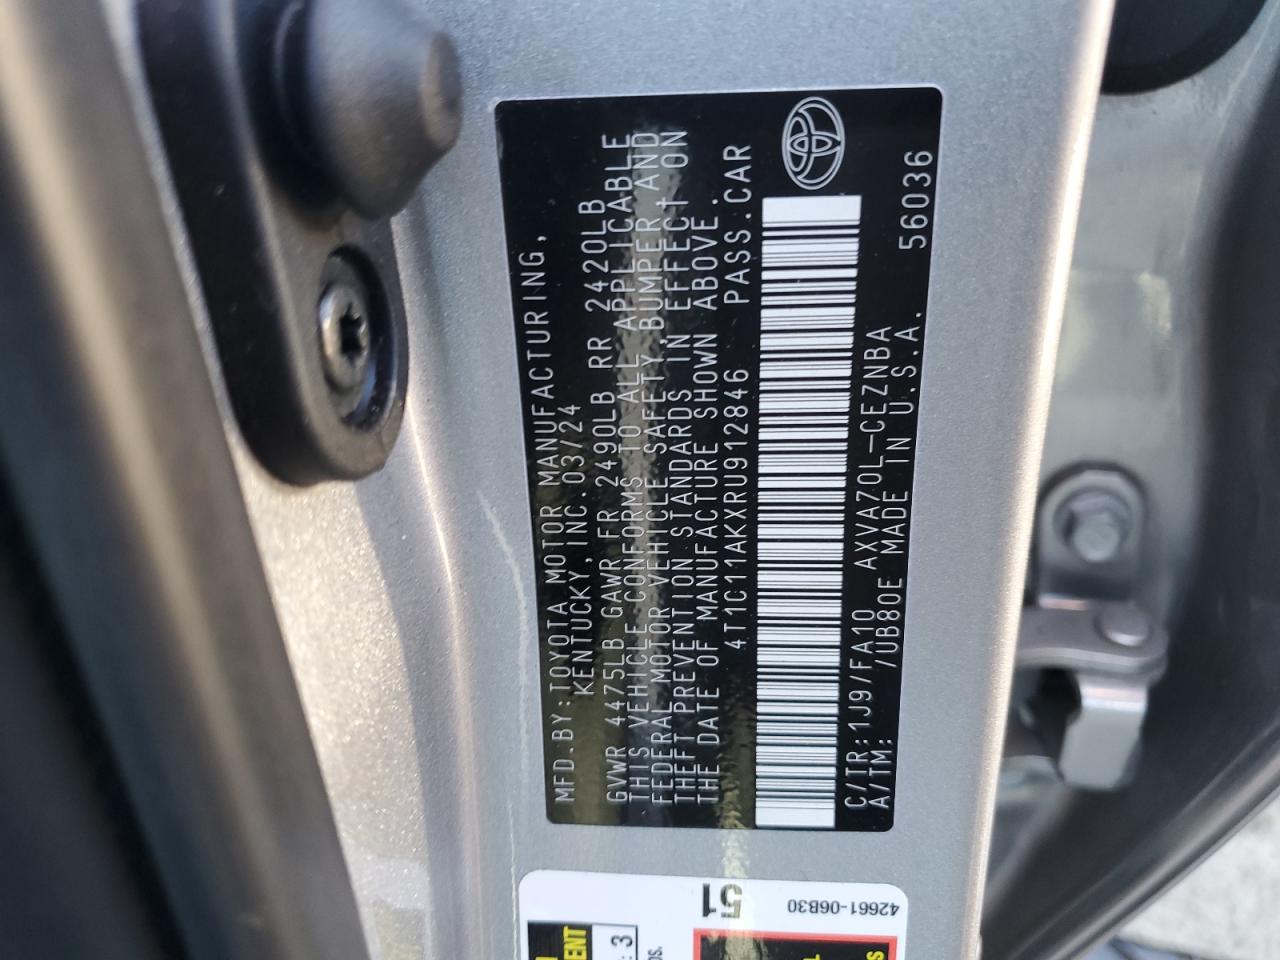 MFD.BY:TOYOTA MOTOR MANUFACTURING,
KENTUCKY, INC.03/24
GVWR 4475LB GAWR FR 2490LB RR 2420LB
THIS VEHICLE CONFORMS TO ALL APPLICABLE
FEDERAL MOTOR VEHICLE SAFETY,BUMPER AND
THEFT PREVENTION STANDARDS IN EFFECT ON
THE DATE OF MANUFACTURE SHOWN ABOVE.
4T1C11AKXRU912846 PASS.CAR
C/TR:1J9/FA10 AXVA70L-CEZNBA 56036
A/TM: /UB80E MADE IN U.S.A.
42661-06B30
51
: 3